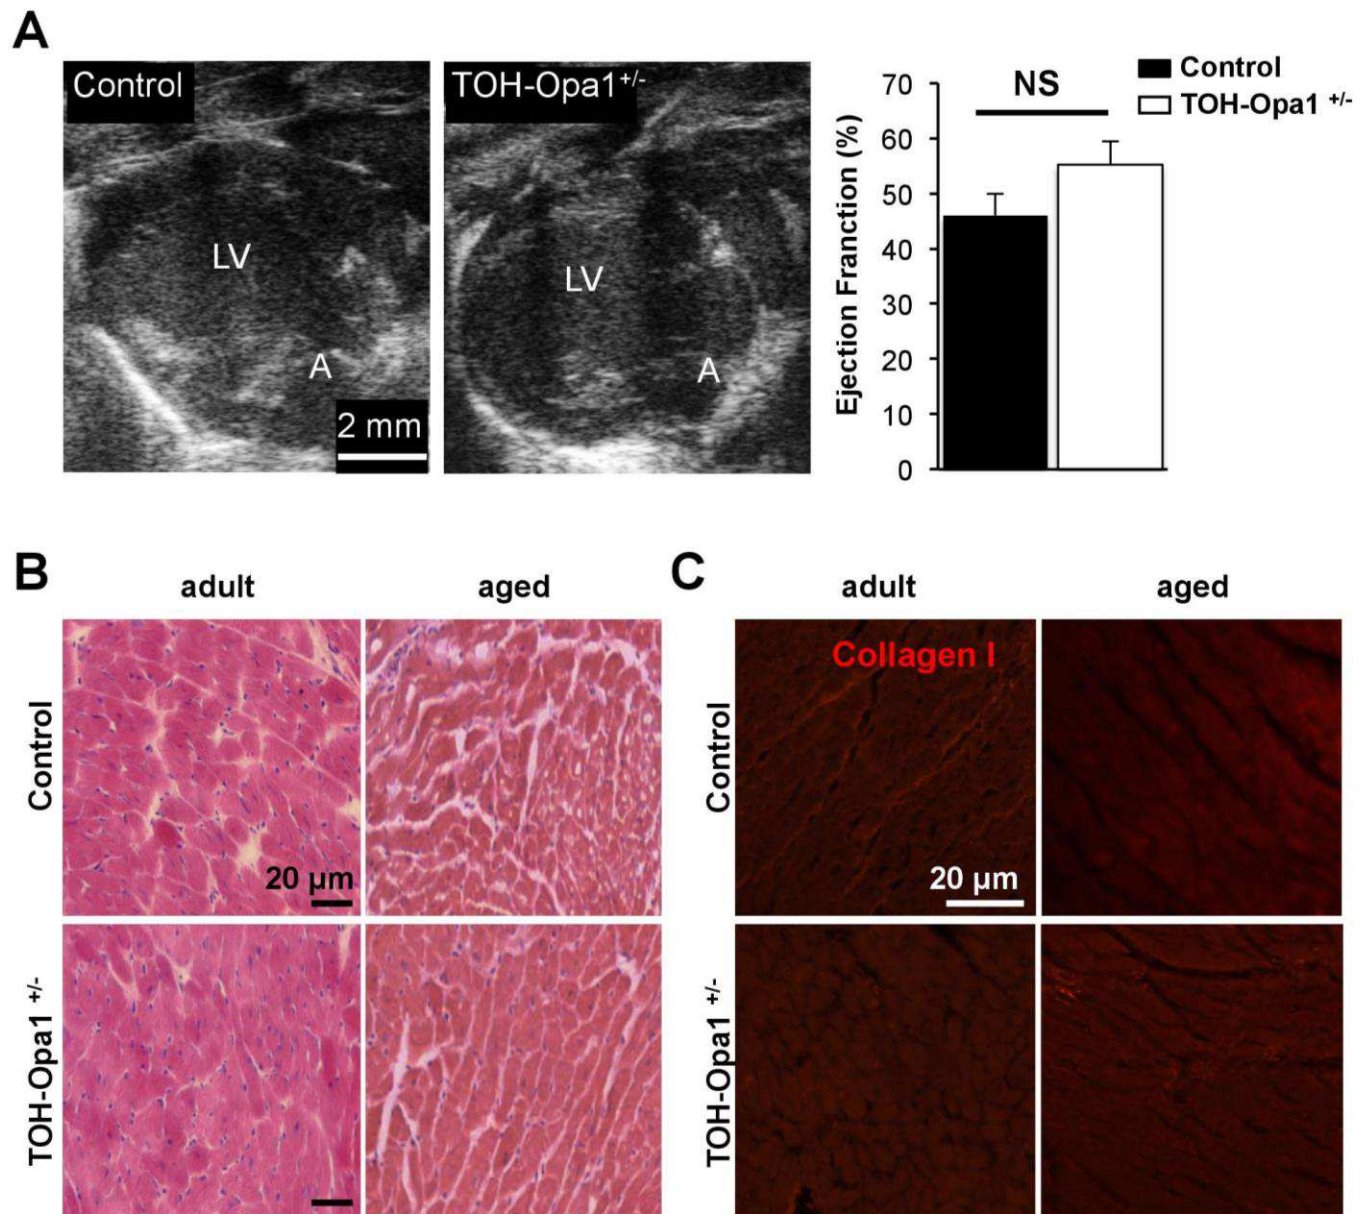 A
Control
LV
A
2 mm
TOH-Opa1+/-
LV
A
Ejection Franction (%)
70
60
50
40
30
20
10
0
NS
Control
TOH-Opa1 +/-
B
adult
aged
Control
20 µm
TOH-Opa1 +/-
C
adult
aged
Control
Collagen I
20 µm
TOH-Opa1 +/-